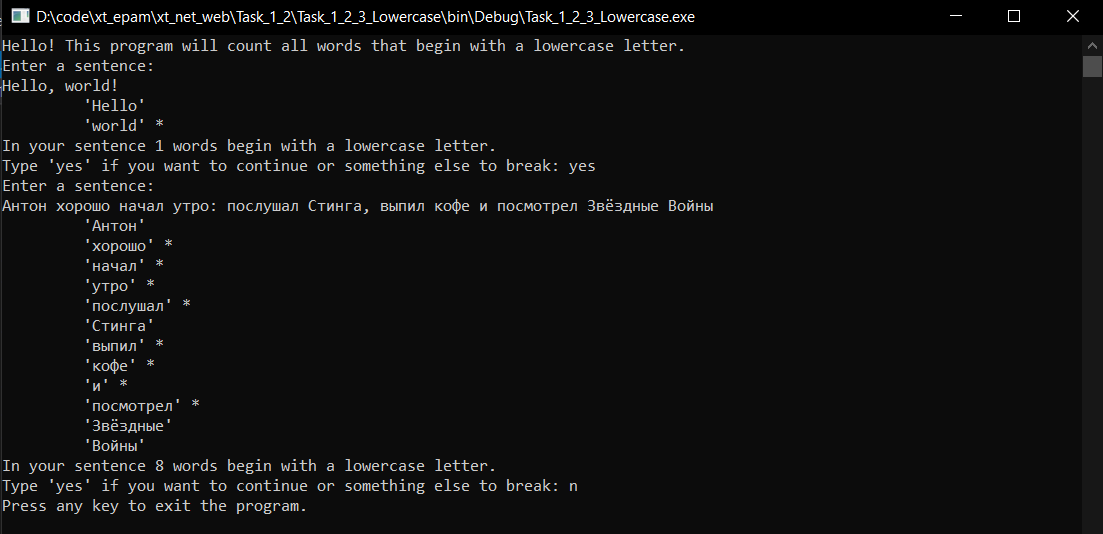 D:\code\xt_epam\xt_net_web\Task_1_2\Task_1_2_3_Lowercase\bin\Debug\Task_1_2_3_Lowercase.exe
Hello! This program will count all words that begin with a lowercase letter.
Enter a sentence:
Hello, world!
'Hello'
'world' *
In your sentence 1 words begin with a lowercase letter.
Type 'yes' if you want to continue or something else to break: yes
Enter a sentence:
Антон хорошо начал утро: послушал Стинга, выпил кофе и посмотрел Звёздные Войны
'Антон'
'хорошо' *
'начал' *
'утро' *
'послушал' *
'Стинга'
'выпил' *
'кофе' *
'и' *
'посмотрел' *
'Звёздные'
'Войны'
In your sentence 8 words begin with a lowercase letter.
Type 'yes' if you want to continue or something else to break: n
Press any key to exit the program.